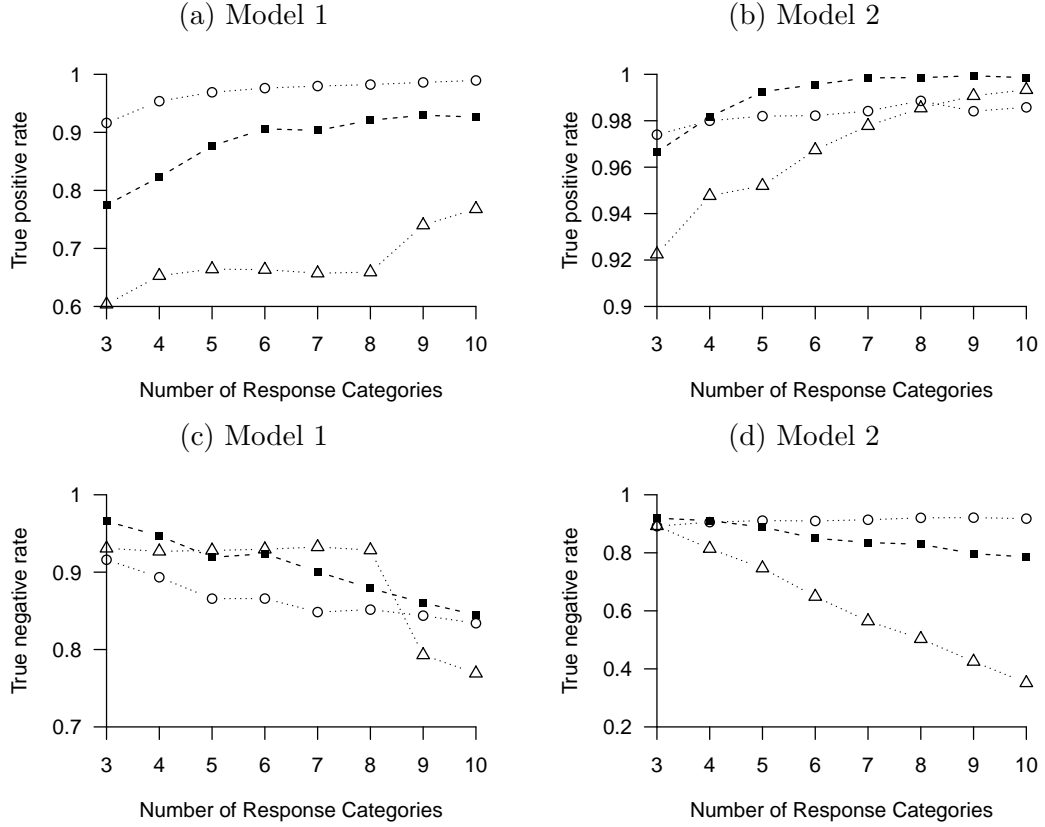 (a) Model 1
True positive rate
1
0.9
0.8
0.7
0.6
3 4 5 6 7 8 9 10
Number of Response Categories
(b) Model 2
True positive rate
1
0.98
0.96
0.94
0.92
0.9
3 4 5 6 7 8 9 10
Number of Response Categories
(c) Model 1
True negative rate
1
0.9
0.8
0.7
3 4 5 6 7 8 9 10
Number of Response Categories
(d) Model 2
True negative rate
1
0.8
0.6
0.4
0.2
3 4 5 6 7 8 9 10
Number of Response Categories